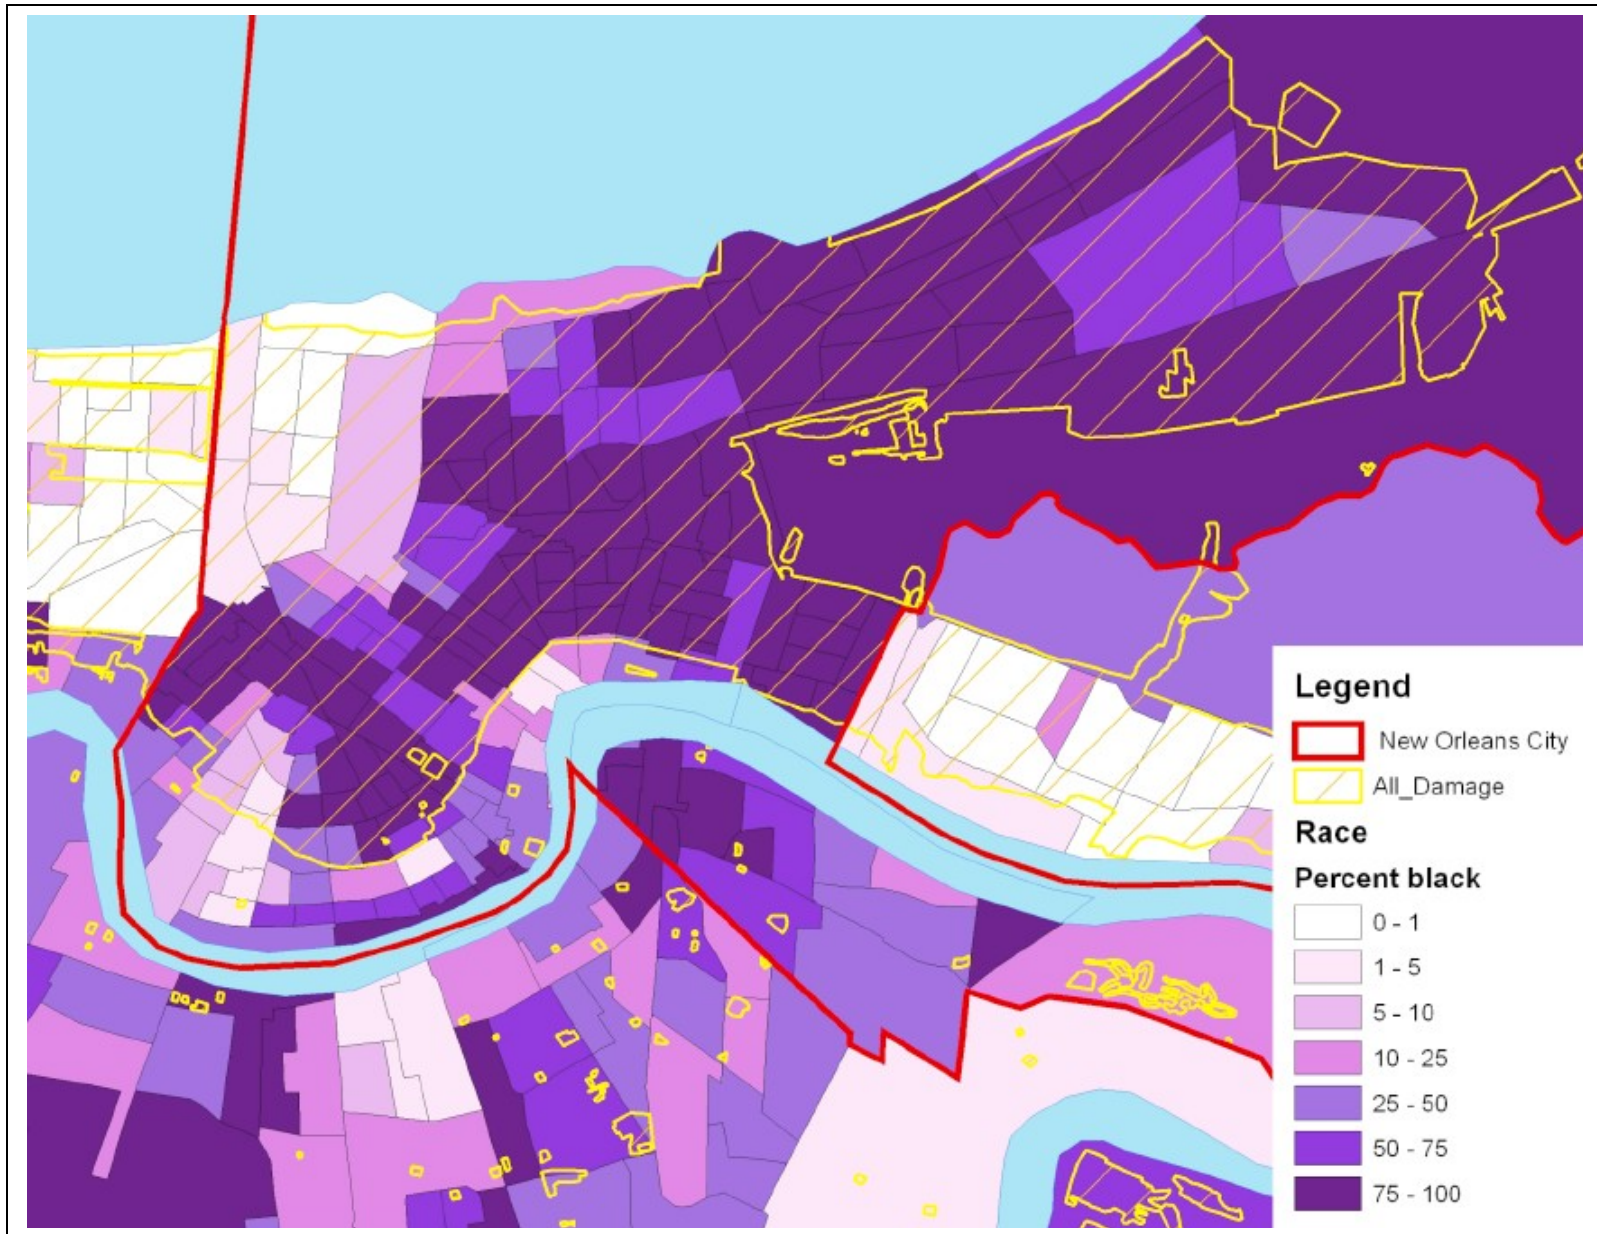 Legend
New Orleans City
All_Damage
Race
Percent black
0 - 1
1 - 5
5 - 10
10 - 25
25 - 50
50 - 75
75 - 100